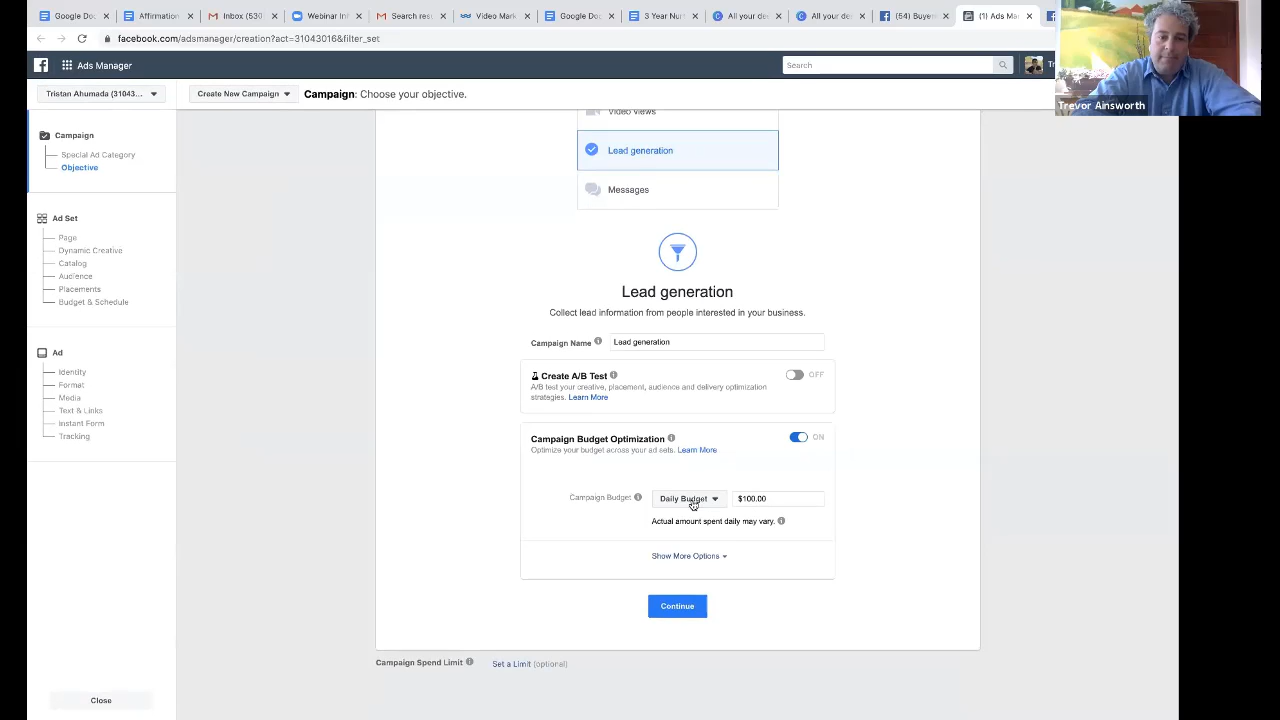 Google Doc
Affirmation
Inbox (530
Webinar Inf
Search resu
Video Mark
Google Doc
3 Year Nur
All your de
All your de
(54) Buyer
(1) Ads Ma
facebook.com/adsmanager/creation?act=31043016&filter_set
Ads Manager
Search
Tr
Trevor Ainsworth
Tristan Ahumada (31043...
Create New Campaign
Campaign: Choose your objective.
Campaign
Special Ad Category
Objective
Ad Set
Page
Dynamic Creative
Catalog
Audience
Placements
Budget & Schedule
Ad
Identity
Format
Media
Text & Links
Instant Form
Tracking
Close
Video views
Lead generation
Messages
Lead generation
Collect lead information from people interested in your business.
Campaign Name
Lead generation
Create A/B Test
OFF
A/B test your creative, placement, audience and delivery optimization
strategies. Learn More
Campaign Budget Optimization
ON
Optimize your budget across your ad sets. Learn More
Campaign Budget
Daily Budget
$100.00
Actual amount spent daily may vary.
Show More Options
Continue
Campaign Spend Limit
Set a Limit (optional)